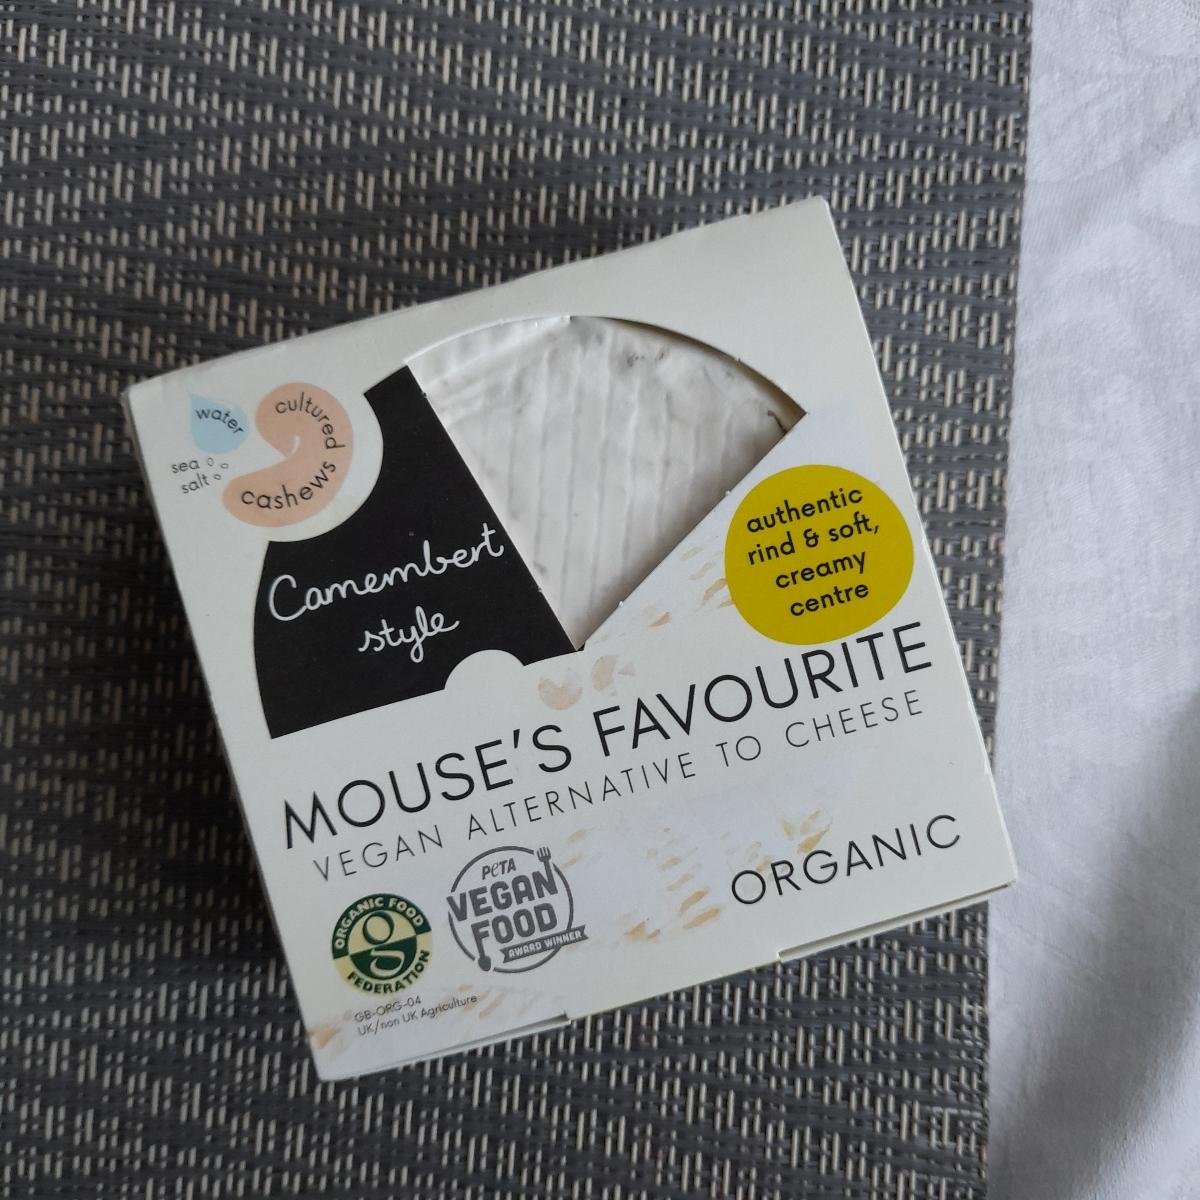 water
sea
salt
cultured
cashews
Camembert
style
authentic
rind & soft,
creamy
centre
MOUSE'S FAVOURITE
VEGAN ALTERNATIVE TO CHEESE
ORGANIC
ORGANIC FOOD
FEDERATION
PETA
VEGAN
FOOD
AWARD WINNER
GB-ORG-04
UK/non UK Agriculture